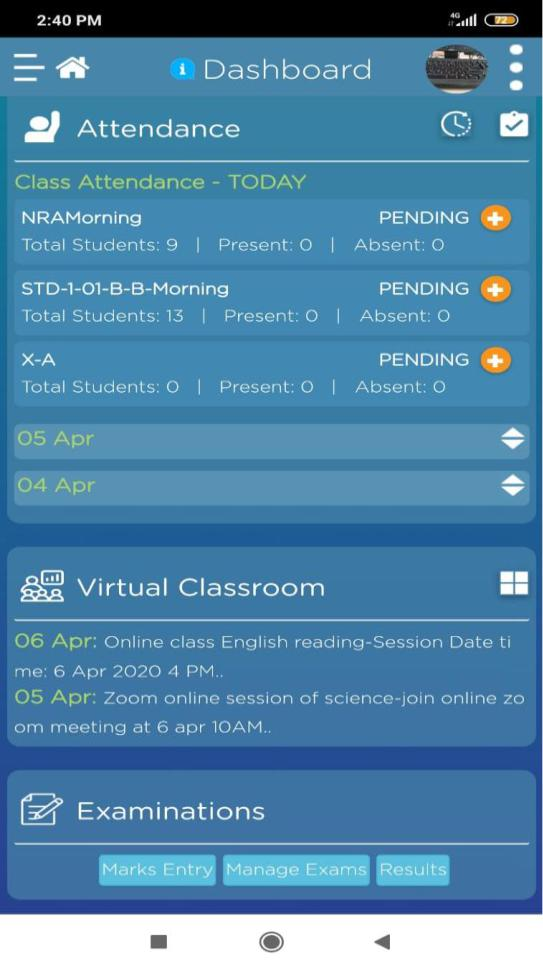 2:40 PM
4G
72
Dashboard
Attendance
Class Attendance - TODAY
NRAMorning PENDING
Total Students: 9 | Present: 0 | Absent: 0
STD-1-01-B-B-Morning PENDING
Total Students: 13 | Present: 0 | Absent: 0
X-A PENDING
Total Students: 0 | Present: 0 | Absent: 0
05 Apr
04 Apr
Virtual Classroom
06 Apr: Online class English reading-Session Date ti
me: 6 Apr 2020 4 PM..
05 Apr: Zoom online session of science-join online zo
om meeting at 6 apr 10AM..
Examinations
Marks Entry Manage Exams Results